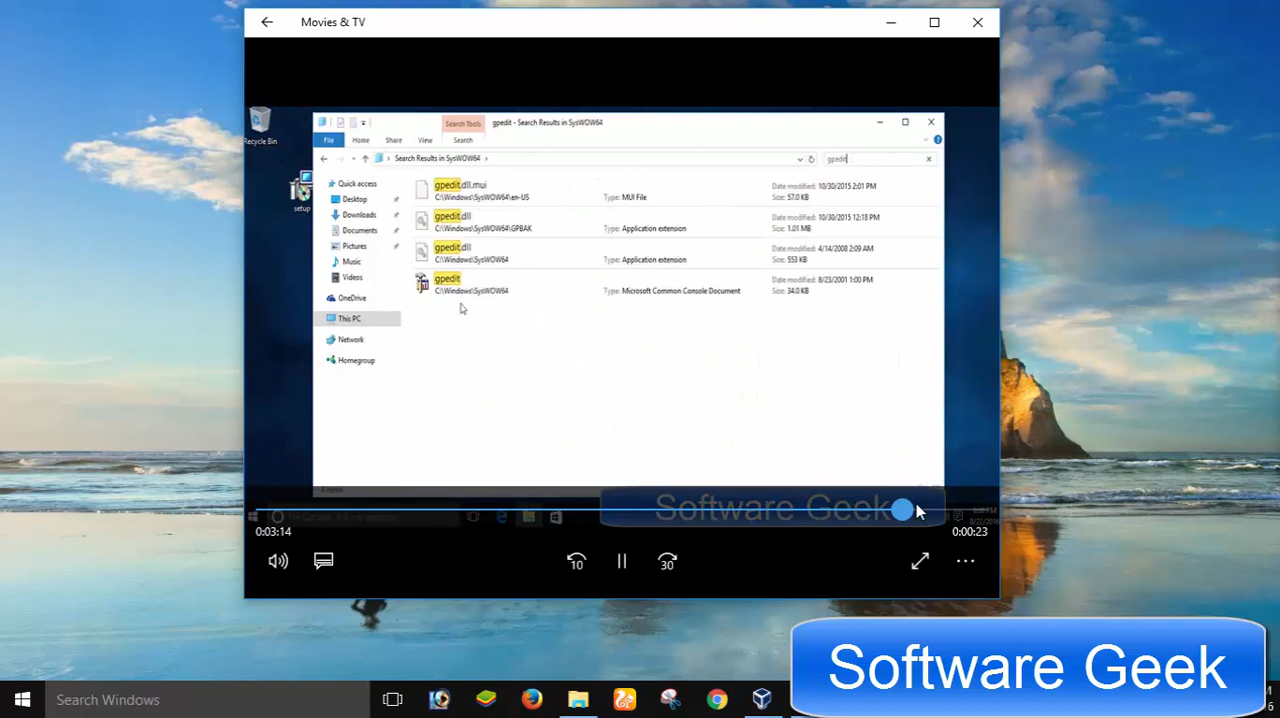 Movies & TV
Recycle Bin
setup
Search Tools
gpedit - Search Results in SysWOW64
File
Home
Share
View
Search
Search Results in SysWOW64
gpedit
Quick access
Desktop
Downloads
Documents
Pictures
Music
Videos
OneDrive
This PC
Network
Homegroup
gpedit.dll.mui
C:\Windows\SysWOW64\en-US
Type: MUI File
Date modified: 10/30/2015 2:01 PM
Size: 57.0 KB
gpedit.dll
C:\Windows\SysWOW64\GPBAK
Type: Application extension
Date modified: 10/30/2015 12:18 PM
Size: 1.01 MB
gpedit.dll
C:\Windows\SysWOW64
Type: Application extension
Date modified: 4/14/2008 2:09 AM
Size: 553 KB
gpedit
C:\Windows\SysWOW64
Type: Microsoft Common Console Document
Date modified: 8/23/2001 1:00 PM
Size: 34.0 KB
4 items
Software Geek
0:03:14
0:00:23
10
30
Software Geek
Search Windows